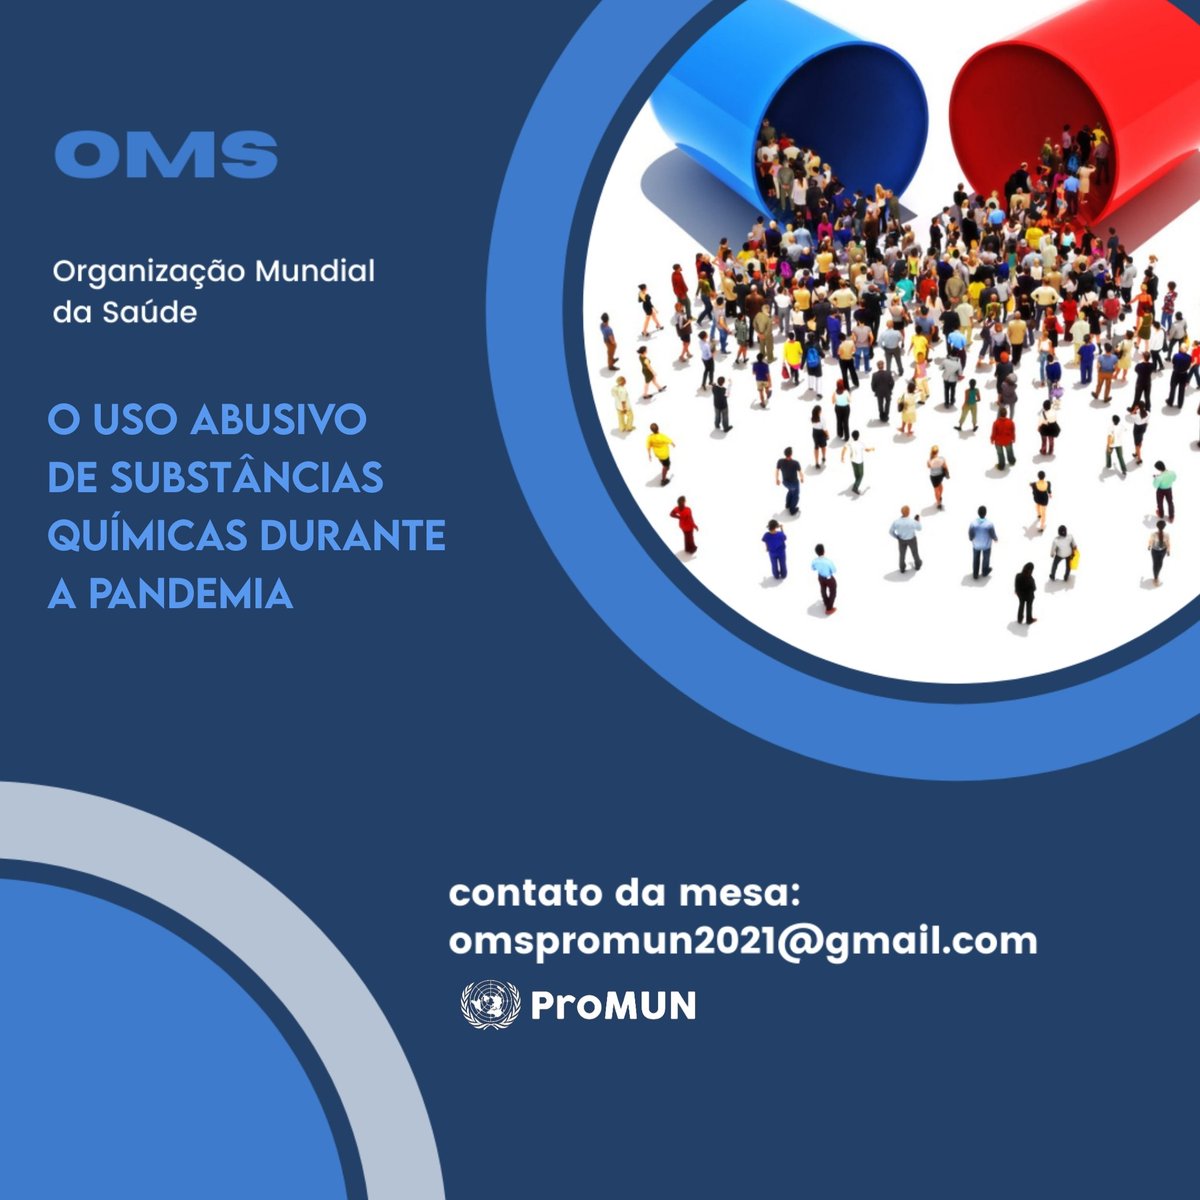 OMS
Organização Mundial
da Saúde
O USO ABUSIVO
DE SUBSTÂNCIAS
QUÍMICAS DURANTE
A PANDEMIA
contato da mesa:
omspromun2021@gmail.com
ProMUN